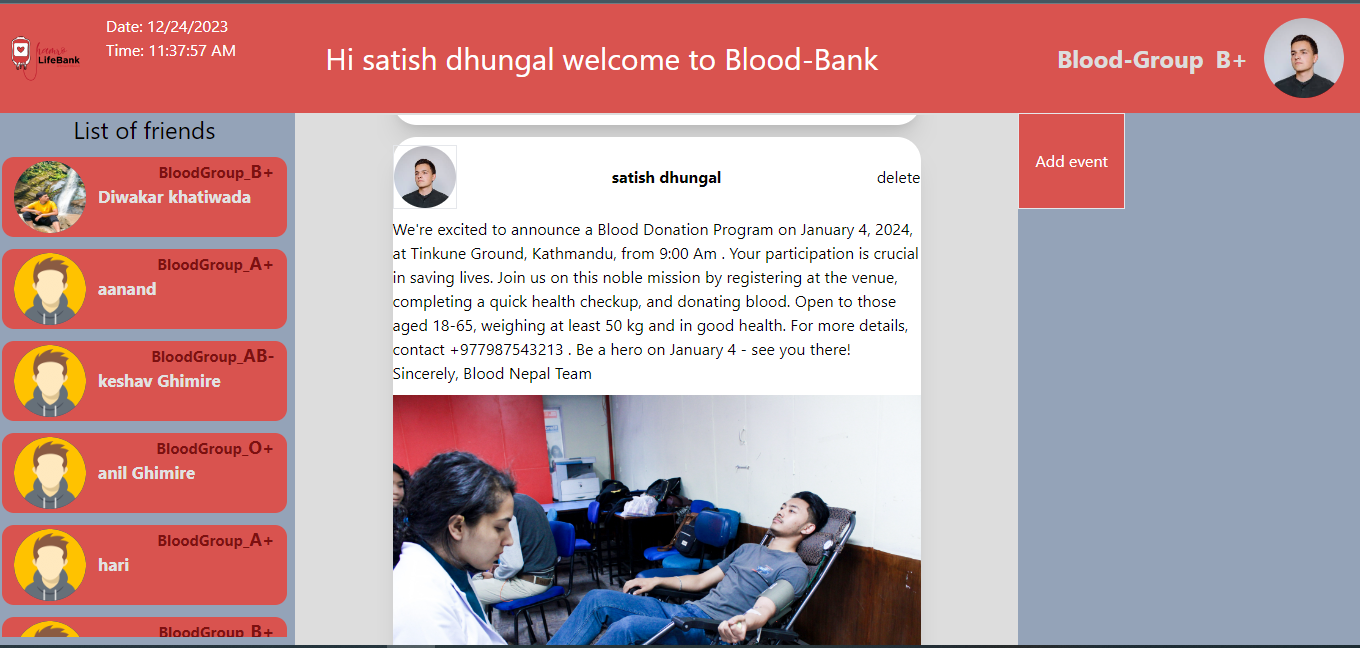 Date: 12/24/2023
Time: 11:37:57 AM
hamro
LifeBank
Hi satish dhungal welcome to Blood-Bank
Blood-Group B+
List of friends
BloodGroup_B+
Diwakar khatiwada
BloodGroup_A+
aanand
BloodGroup_AB-
keshav Ghimire
BloodGroup_O+
anil Ghimire
BloodGroup_A+
hari
BloodGroup_B+
satish dhungal
delete
We're excited to announce a Blood Donation Program on January 4, 2024,
at Tinkune Ground, Kathmandu, from 9:00 Am . Your participation is crucial
in saving lives. Join us on this noble mission by registering at the venue,
completing a quick health checkup, and donating blood. Open to those
aged 18-65, weighing at least 50 kg and in good health. For more details,
contact +977987543213 . Be a hero on January 4 - see you there!
Sincerely, Blood Nepal Team
Add event